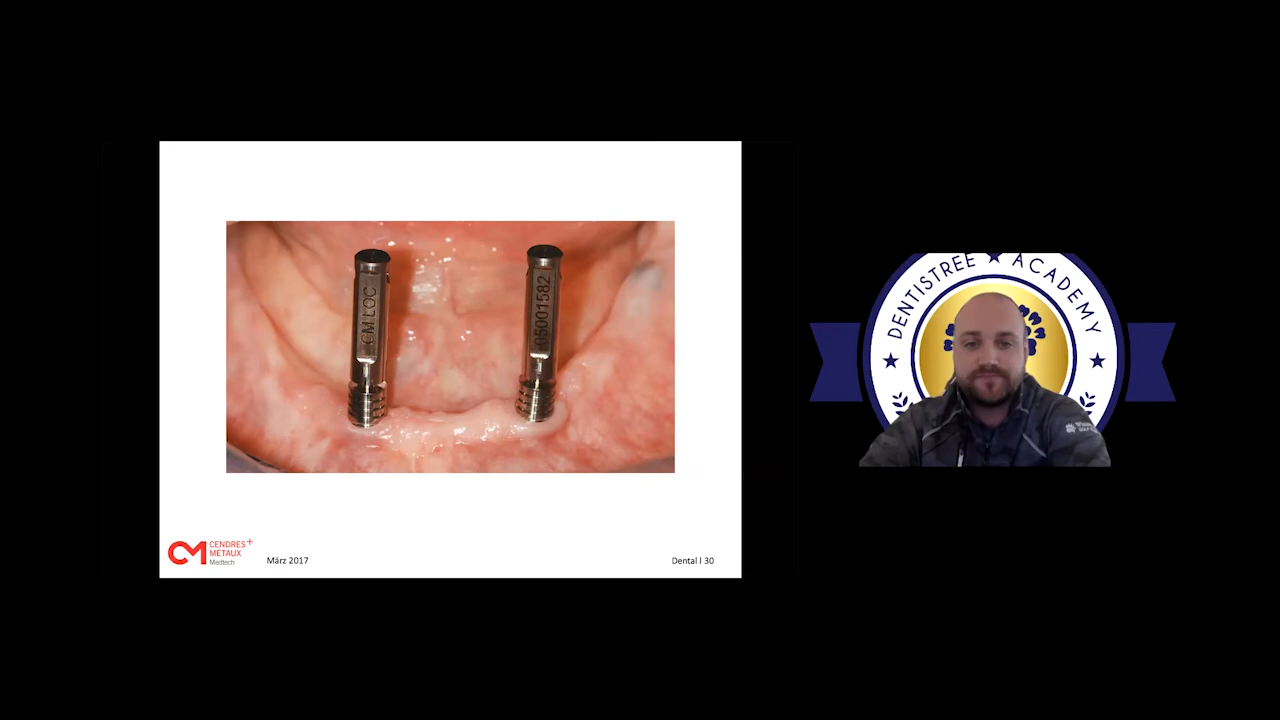 CM LOC
05001582
CENDRES+
METAUX
Medtech
März 2017
Dental | 30
DENTISTREE ★ ACADEMY